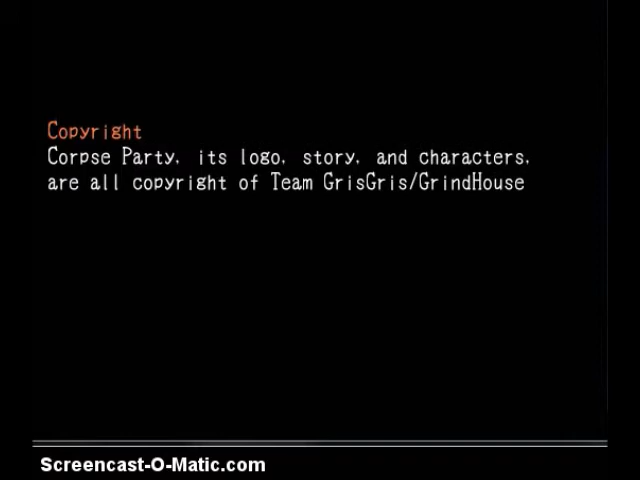 Copyright
Corpse Party, its logo, story, and characters,
are all copyright of Team GrisGris/GrindHouse
Screencast-O-Matic.com